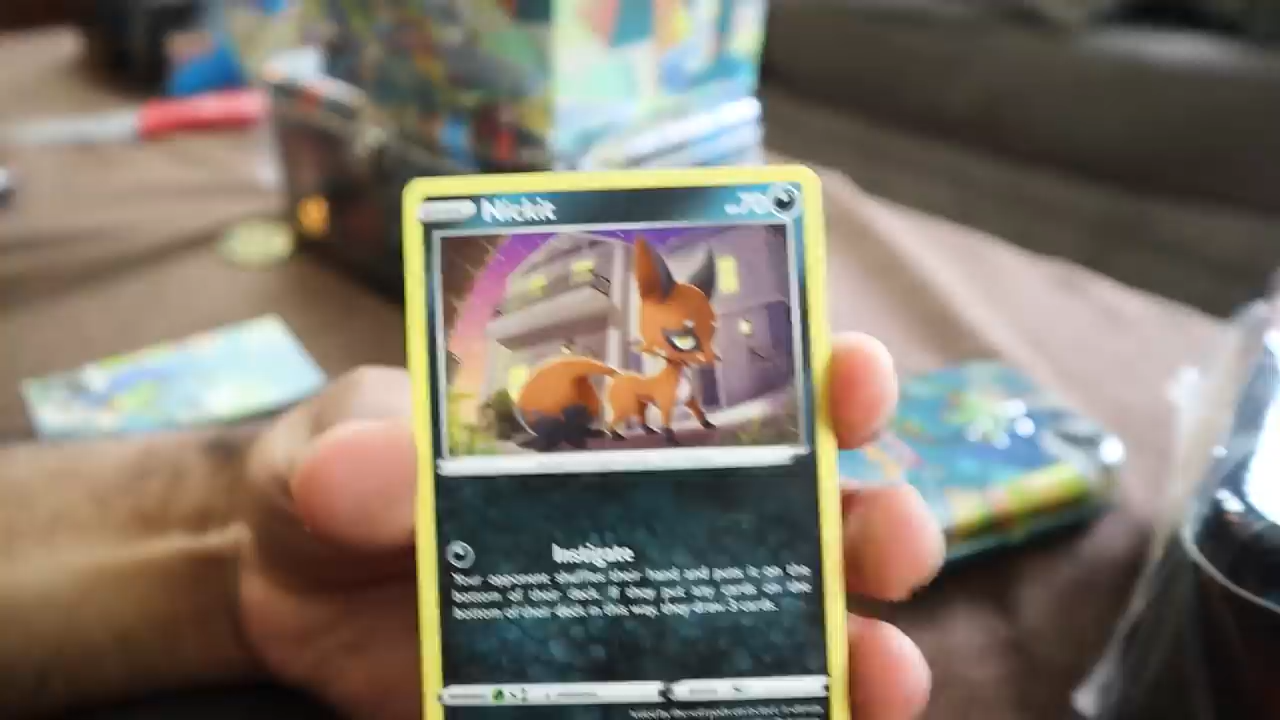 Nickit
70
Instigate
Your opponent shuffles their hand and puts it on the
bottom of their deck. If they put any cards on the
bottom of their deck in this way, they draw 3 cards.